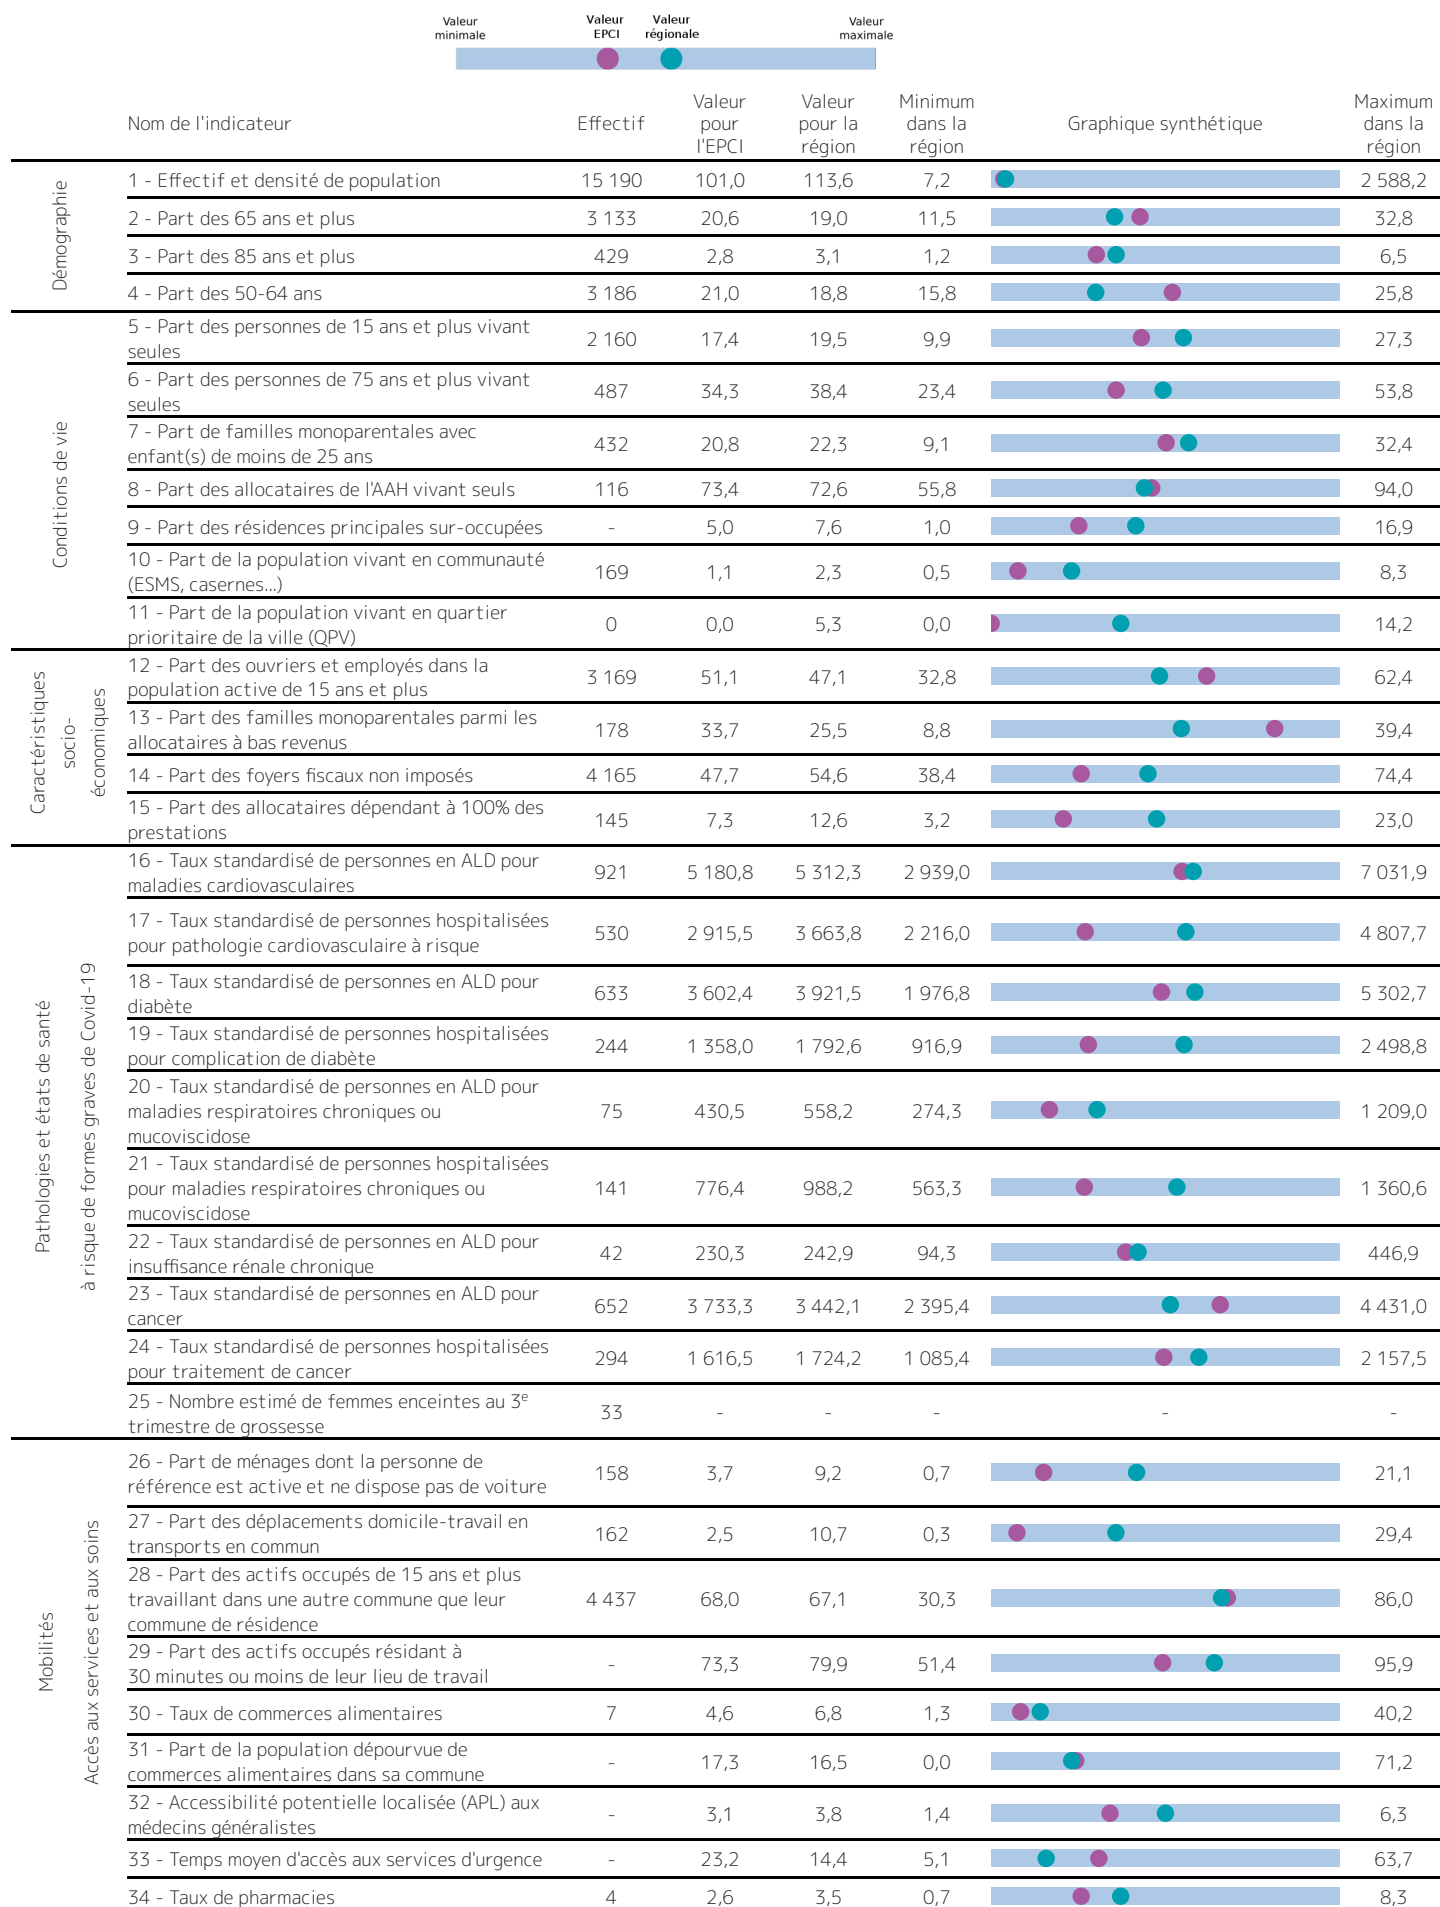 Valeur minimale
Valeur EPCI
Valeur régionale
Valeur maximale
Nom de l'indicateur
Effectif
Valeur pour l'EPCI
Valeur pour la région
Minimum dans la région
Graphique synthétique
Maximum dans la région
Démographie
1 - Effectif et densité de population 15 190 101,0 113,6 7,2 2 588,2
2 - Part des 65 ans et plus 3 133 20,6 19,0 11,5 32,8
3 - Part des 85 ans et plus 429 2,8 3,1 1,2 6,5
4 - Part des 50-64 ans 3 186 21,0 18,8 15,8 25,8
Conditions de vie
5 - Part des personnes de 15 ans et plus vivant
seules 2 160 17,4 19,5 9,9 27,3
6 - Part des personnes de 75 ans et plus vivant
seules 487 34,3 38,4 23,4 53,8
7 - Part de familles monoparentales avec
enfant(s) de moins de 25 ans 432 20,8 22,3 9,1 32,4
8 - Part des allocataires de l'AAH vivant seuls 116 73,4 72,6 55,8 94,0
9 - Part des résidences principales sur-occupées - 5,0 7,6 1,0 16,9
10 - Part de la population vivant en communauté
(ESMS, casernes...) 169 1,1 2,3 0,5 8,3
11 - Part de la population vivant en quartier
prioritaire de la ville (QPV) 0 0,0 5,3 0,0 14,2
Caractéristiques
socio-
économiques
12 - Part des ouvriers et employés dans la
population active de 15 ans et plus 3 169 51,1 47,1 32,8 62,4
13 - Part des familles monoparentales parmi les
allocataires à bas revenus 178 33,7 25,5 8,8 39,4
14 - Part des foyers fiscaux non imposés 4 165 47,7 54,6 38,4 74,4
15 - Part des allocataires dépendant à 100% des
prestations 145 7,3 12,6 3,2 23,0
Pathologies et états de santé
à risque de formes graves de Covid-19
16 - Taux standardisé de personnes en ALD pour
maladies cardiovasculaires 921 5 180,8 5 312,3 2 939,0 7 031,9
17 - Taux standardisé de personnes hospitalisées
pour pathologie cardiovasculaire à risque 530 2 915,5 3 663,8 2 216,0 4 807,7
18 - Taux standardisé de personnes en ALD pour
diabète 633 3 602,4 3 921,5 1 976,8 5 302,7
19 - Taux standardisé de personnes hospitalisées
pour complication de diabète 244 1 358,0 1 792,6 916,9 2 498,8
20 - Taux standardisé de personnes en ALD pour
maladies respiratoires chroniques ou
mucoviscidose 75 430,5 558,2 274,3 1 209,0
21 - Taux standardisé de personnes hospitalisées
pour maladies respiratoires chroniques ou
mucoviscidose 141 776,4 988,2 563,3 1 360,6
22 - Taux standardisé de personnes en ALD pour
insuffisance rénale chronique 42 230,3 242,9 94,3 446,9
23 - Taux standardisé de personnes en ALD pour
cancer 652 3 733,3 3 442,1 2 395,4 4 431,0
24 - Taux standardisé de personnes hospitalisées
pour traitement de cancer 294 1 616,5 1 724,2 1 085,4 2 157,5
25 - Nombre estimé de femmes enceintes au 3e
trimestre de grossesse 33 - - - - -
Mobilités
Accès aux services et aux soins
26 - Part de ménages dont la personne de
référence est active et ne dispose pas de voiture 158 3,7 9,2 0,7 21,1
27 - Part des déplacements domicile-travail en
transports en commun 162 2,5 10,7 0,3 29,4
28 - Part des actifs occupés de 15 ans et plus
travaillant dans une autre commune que leur
commune de résidence 4 437 68,0 67,1 30,3 86,0
29 - Part des actifs occupés résidant à
30 minutes ou moins de leur lieu de travail - 73,3 79,9 51,4 95,9
30 - Taux de commerces alimentaires 7 4,6 6,8 1,3 40,2
31 - Part de la population dépourvue de
commerces alimentaires dans sa commune - 17,3 16,5 0,0 71,2
32 - Accessibilité potentielle localisée (APL) aux
médecins généralistes - 3,1 3,8 1,4 6,3
33 - Temps moyen d'accès aux services d'urgence - 23,2 14,4 5,1 63,7
34 - Taux de pharmacies 4 2,6 3,5 0,7 8,3